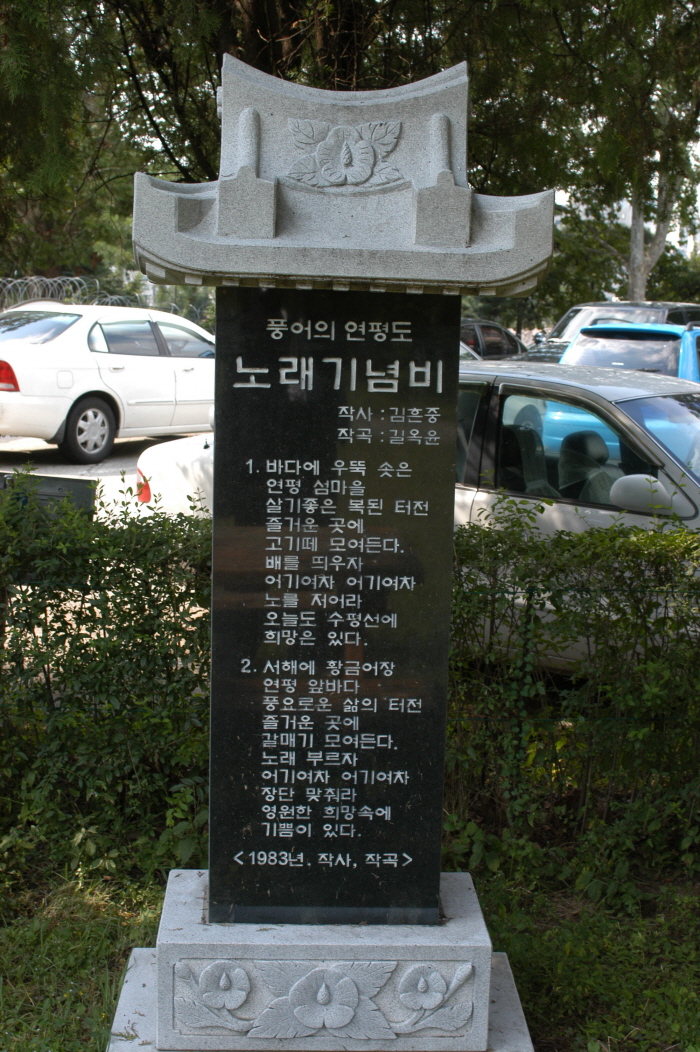 풍어의 연평도
노래기념비
작사 : 김흔중
작곡 : 길옥윤
1. 바다에 우뚝 솟은
연평 섬마을
살기좋은 복된 터전
즐거운 곳에
고기떼 모여든다.
배를 띄우자
어기여차 어기여차
노를 저어라
오늘도 수평선에
희망은 있다.
2. 서해에 황금어장
연평 앞바다
풍요로운 삶의 터전
즐거운 곳에
갈매기 모여든다.
노래 부르자
어기여차 어기여차
장단 맞춰라
영원한 희망속에
기쁨이 있다.
<1983년. 작사, 작곡>